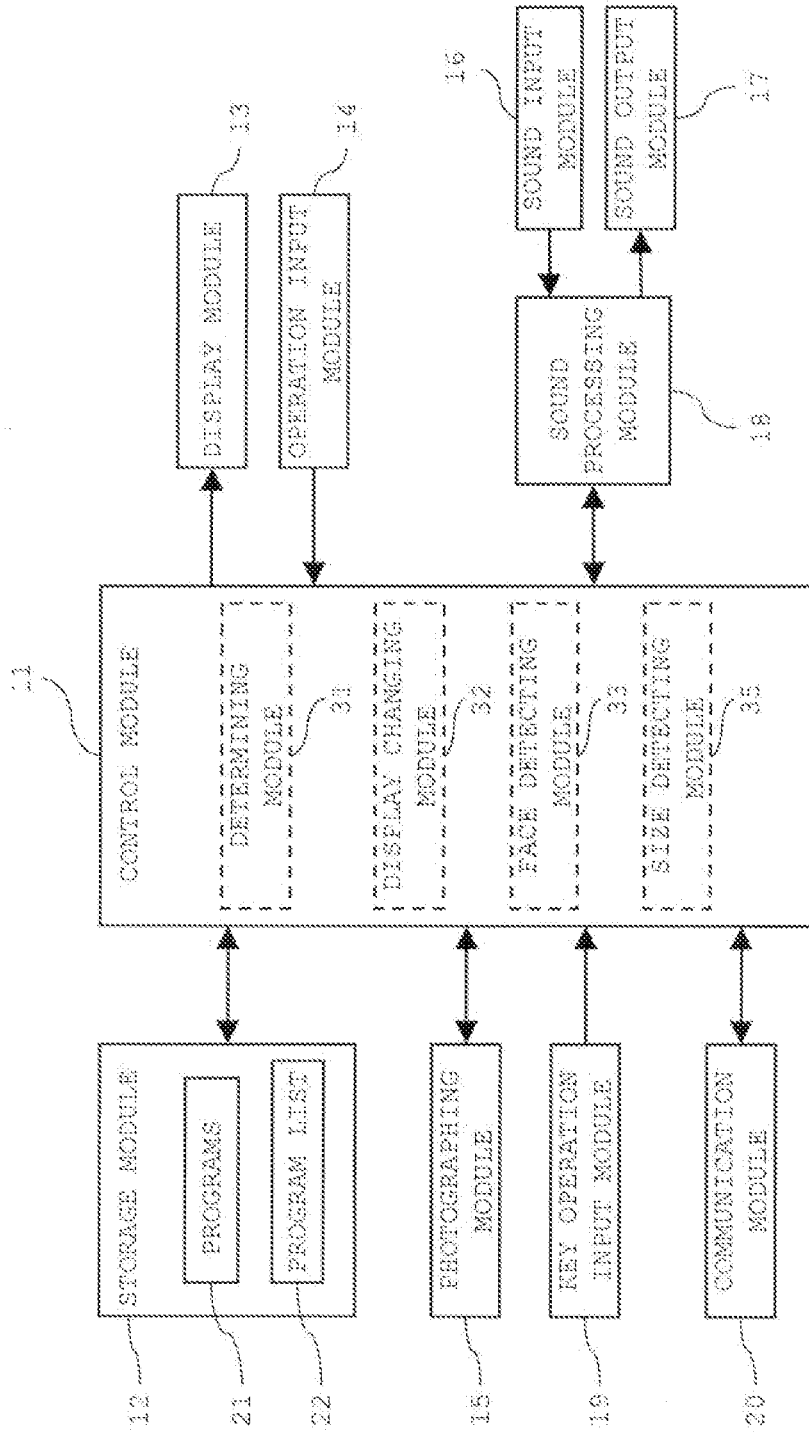 STORAGE MODULE
12
PROGRAMS
21
PROGRAM LIST
22
PHOTOGRAPHING
MODULE
15
KEY OPERATION
INPUT MODULE
19
COMMUNICATION
MODULE
20
11
CONTROL MODULE
DETERMINING
MODULE
31
DISPLAY CHANGING
MODULE
32
FACE DETECTING
MODULE
33
SIZE DETECTING
MODULE
35
DISPLAY MODULE
13
OPERATION INPUT
MODULE
14
SOUND
PROCESSING
MODULE
18
SOUND INPUT
MODULE
16
SOUND OUTPUT
MODULE
17